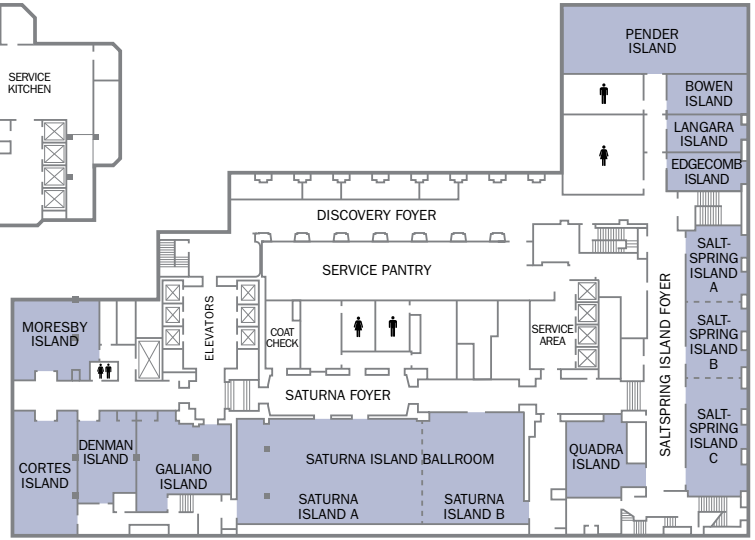 PENDER
ISLAND
SERVICE
KITCHEN
BOWEN
ISLAND
LANGARA
ISLAND
EDGECOMB
ISLAND
DISCOVERY FOYER
SERVICE PANTRY
SALT-
SPRING
ISLAND
A
ELEVATORS
SALTSPRING ISLAND FOYER
MORESBY
ISLAND
COAT
CHECK
SERVICE
AREA
SALT-
SPRING
ISLAND
B
SATURNA FOYER
SALT-
SPRING
ISLAND
C
DENMAN
ISLAND
CORTES
ISLAND
GALIANO
ISLAND
SATURNA ISLAND BALLROOM
QUADRA
ISLAND
SATURNA
ISLAND A
SATURNA
ISLAND B